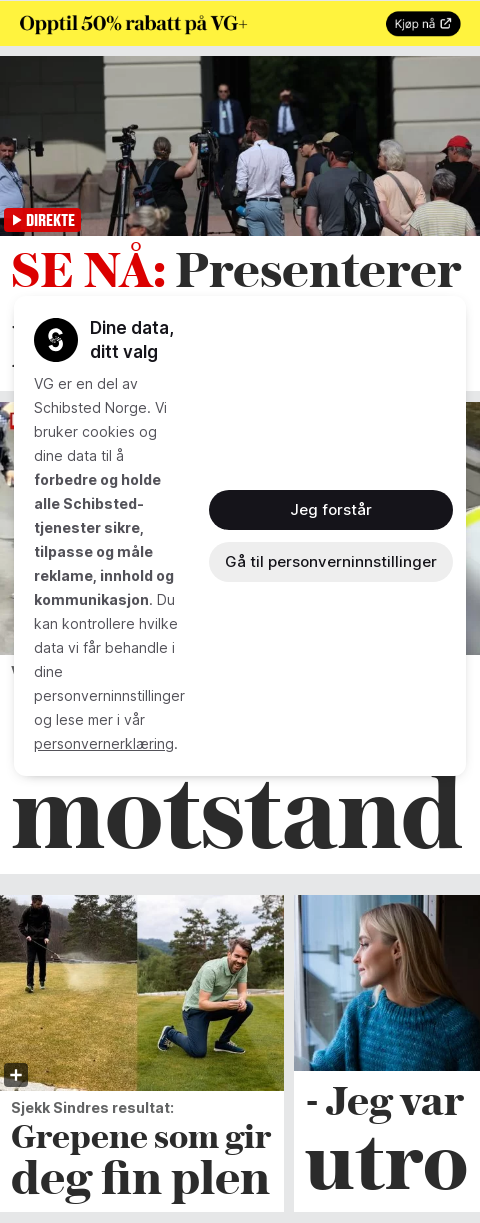 Opptil 50% rabatt på VG+
Kjøp nå
DIREKTE
SE NÅ: Presenterer
Dine data,
ditt valg
VG er en del av
Schibsted Norge. Vi
bruker cookies og
dine data til å
forbedre og holde
alle Schibsted-
tjenester sikre,
tilpasse og måle
reklame, innhold og
kommunikasjon. Du
kan kontrollere hvilke
data vi får behandle i
dine
personverninnstillinger
og lese mer i vår
personvernerklæring.
Jeg forstår
Gå til personverninnstillinger
motstand
Sjekk Sindres resultat:
Grepene som gir
deg fin plen
- Jeg var
utro